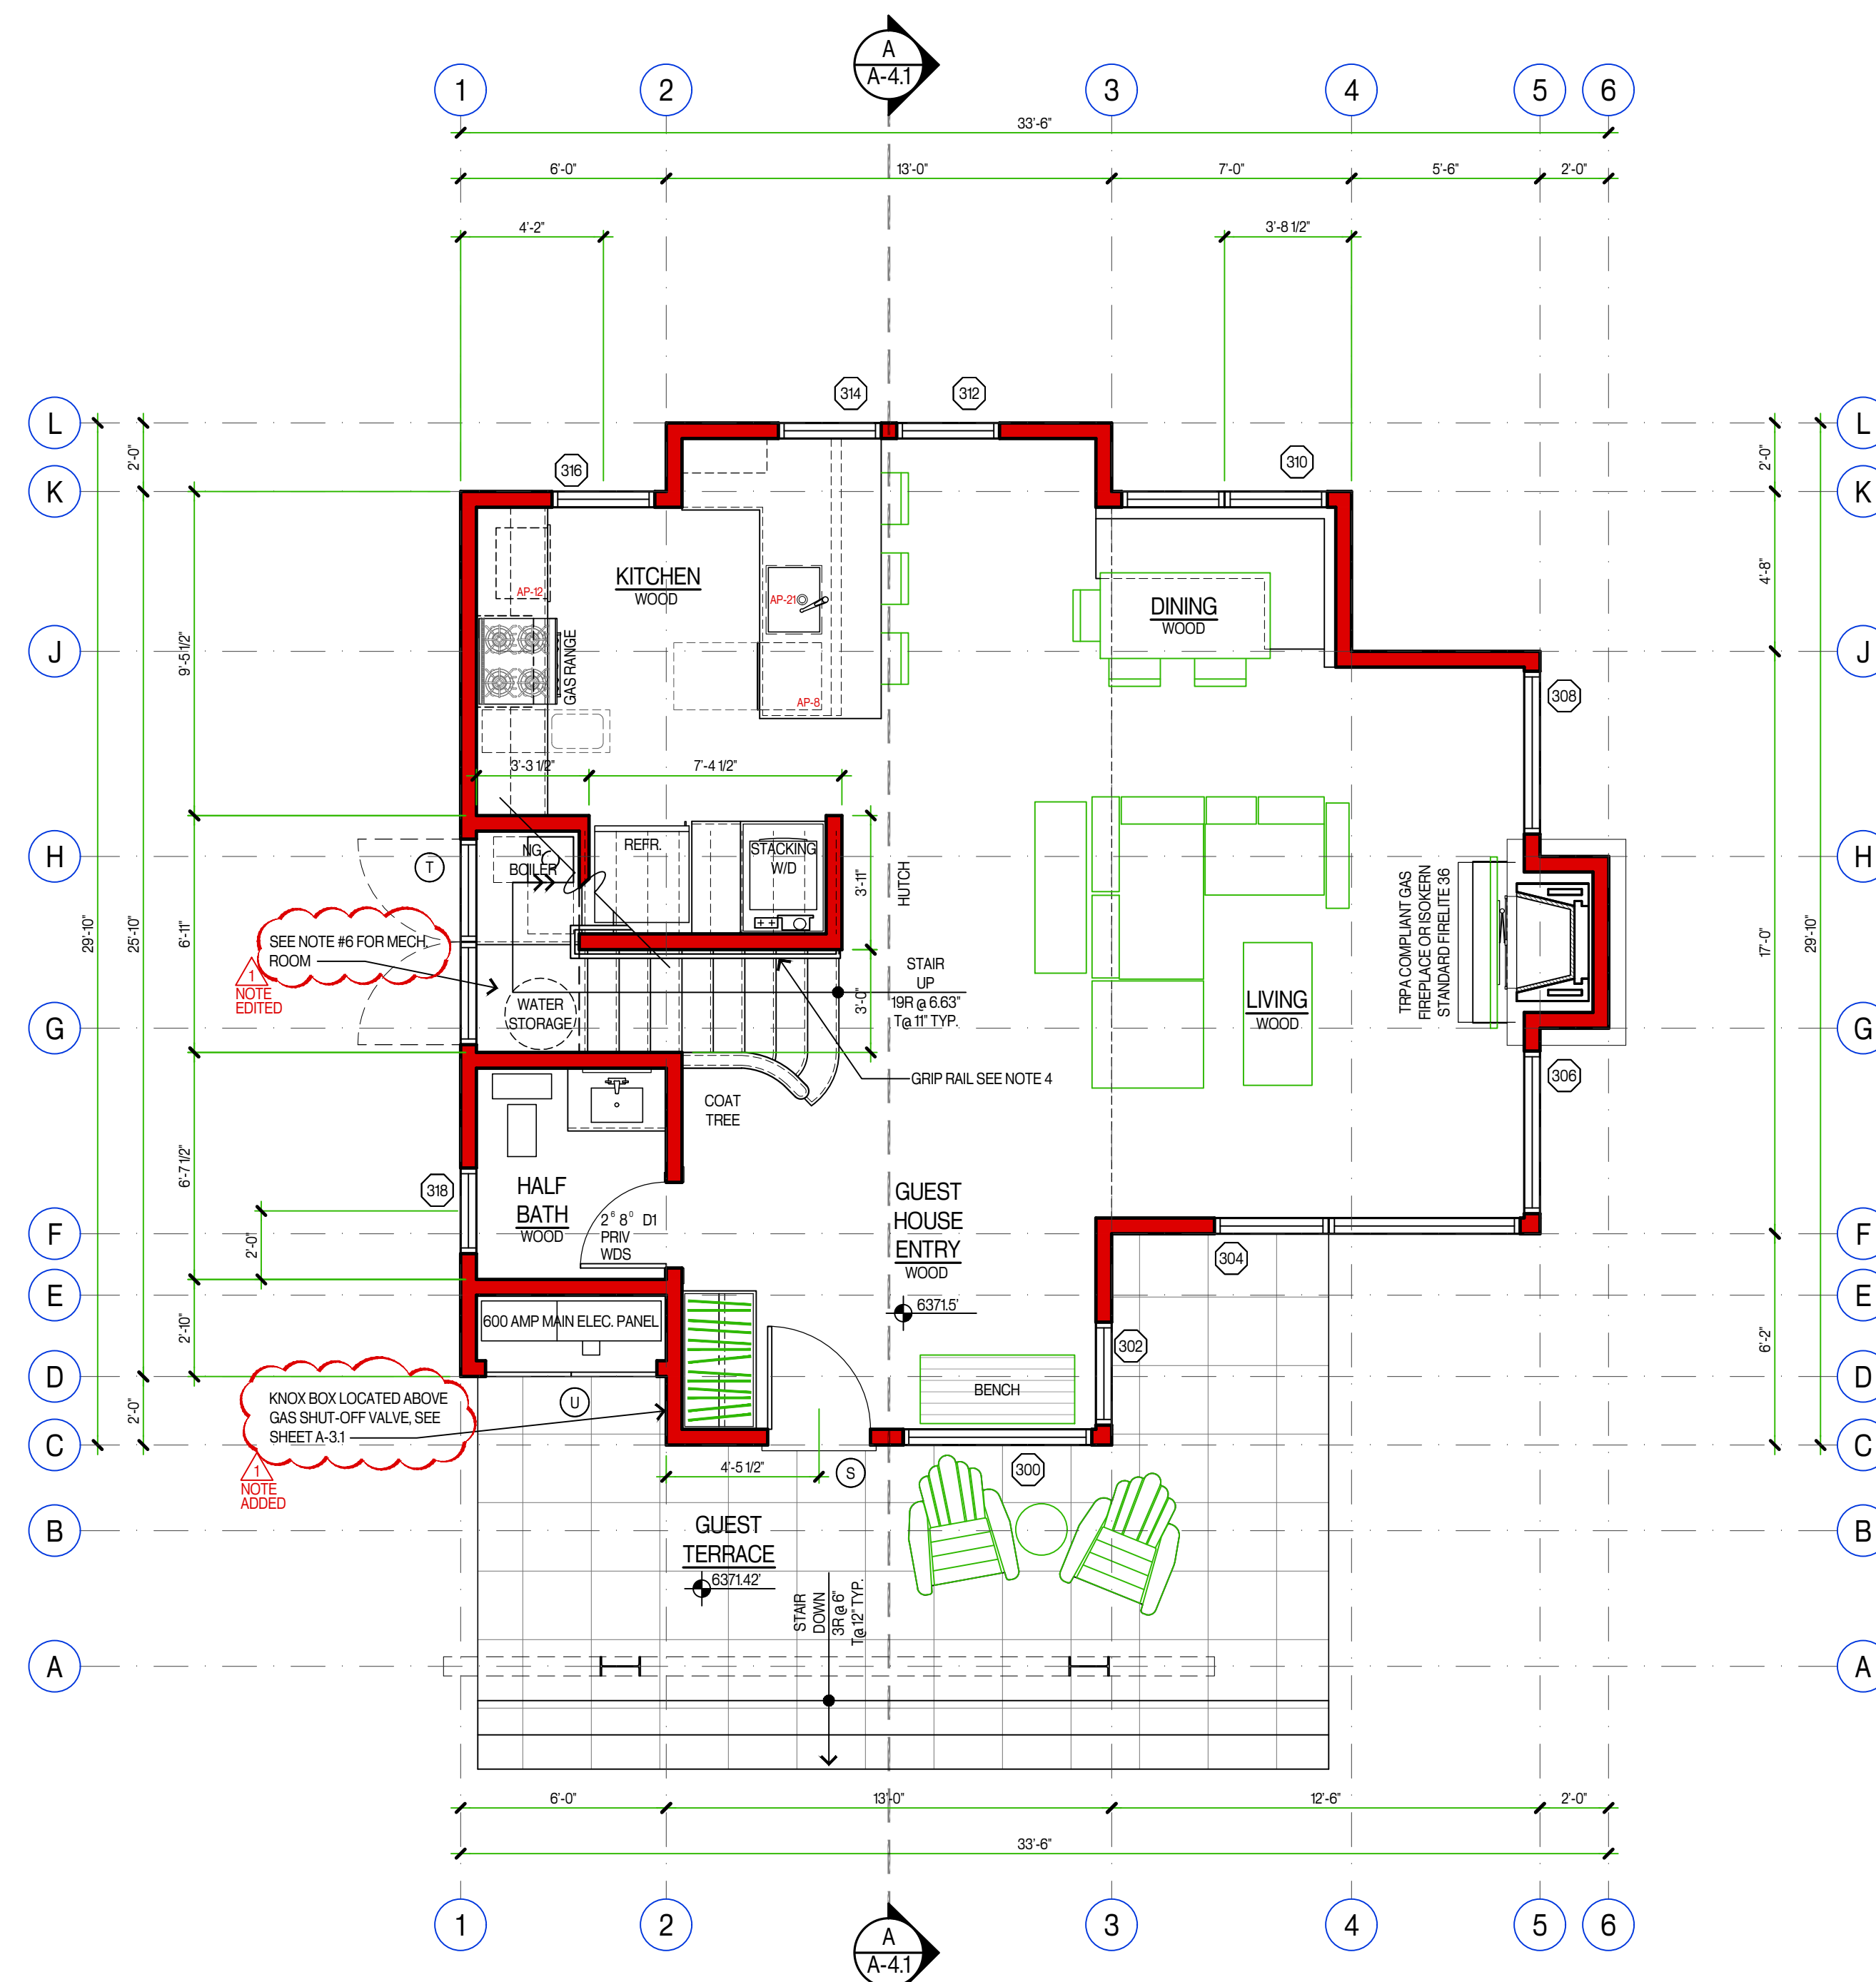 A
A-4.1
1
2
3
4
5
6
33'-6"
6'-0"
13'-0"
7'-0"
5'-6"
2'-0"
4'-2"
3'-8 1/2"
314
312
L
L
2'-0"
2'-0"
316
310
K
K
KITCHEN
WOOD
AP-12
AP-21
DINING
WOOD
4'-8"
9'-5 1/2"
GAS RANGE
J
J
AP-8
308
3'-3 1/2"
7'-4 1/2"
H
H
T
NG
BOILER
REFR.
STACKING
W/D
3'-11"
HUTCH
TRPA COMPLIANT GAS
FIREPLACE OR ISOKERN
STANDARD FIRELITE 36
29'-10"
25'-10"
6'-11"
17'-0"
29'-10"
SEE NOTE #6 FOR MECH.
ROOM
1
NOTE
EDITED
WATER
STORAGE
3'-0"
STAIR
UP
19R @ 6.63"
T@ 11" TYP.
LIVING
WOOD
G
G
GRIP RAIL SEE NOTE 4
306
COAT
TREE
6'-7 1/2"
318
HALF
BATH
WOOD
2⁶ 8⁰ D1
PRIV
WDS
GUEST
HOUSE
ENTRY
WOOD
2'-0"
F
F
304
6371.5'
E
E
600 AMP MAIN ELEC. PANEL
2'-10"
302
6'-2"
D
D
BENCH
KNOX BOX LOCATED ABOVE
GAS SHUT-OFF VALVE, SEE
SHEET A-3.1
U
2'-0"
C
C
1
NOTE
ADDED
4'-5 1/2"
S
300
B
B
GUEST
TERRACE
6371.42'
STAIR
DOWN
3R @ 6"
T@ 12" TYP.
A
A
6'-0"
13'-0"
12'-6"
2'-0"
33'-6"
1
2
3
4
5
6
A
A-4.1